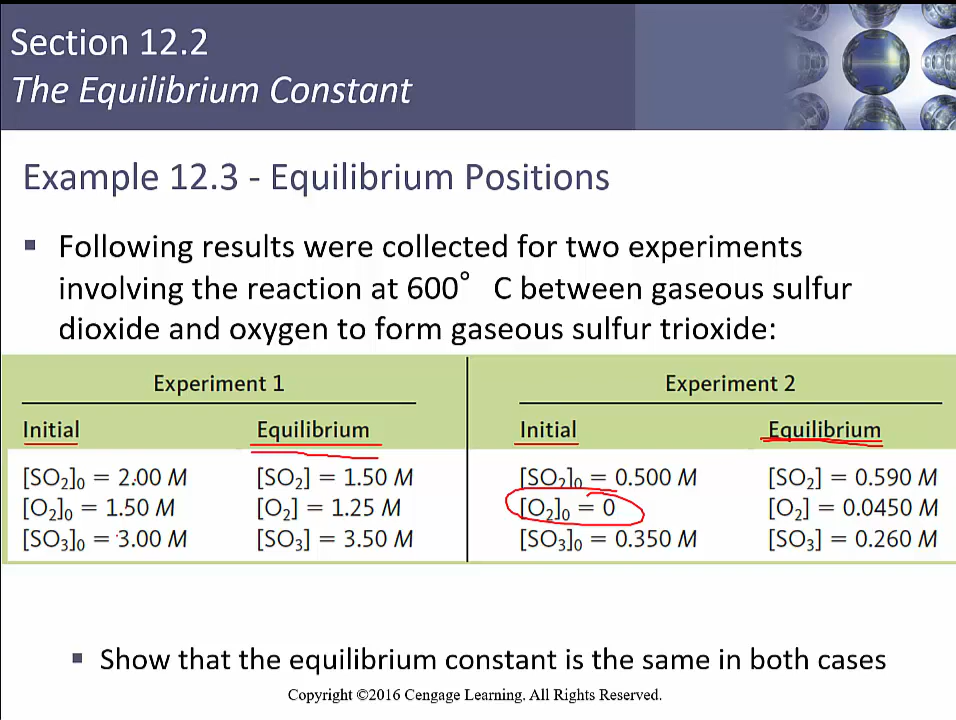 Section 12.2
The Equilibrium Constant
Example 12.3 - Equilibrium Positions
▪ Following results were collected for two experiments
involving the reaction at 600° C between gaseous sulfur
dioxide and oxygen to form gaseous sulfur trioxide:
Experiment 1 Experiment 2
Initial Equilibrium Initial Equilibrium
[SO₂]₀ = 2.00 M [SO₂] = 1.50 M [SO₂]₀ = 0.500 M [SO₂] = 0.590 M
[O₂]₀ = 1.50 M [O₂] = 1.25 M [O₂]₀ = 0 [O₂] = 0.0450 M
[SO₃]₀ = 3.00 M [SO₃] = 3.50 M [SO₃]₀ = 0.350 M [SO₃] = 0.260 M
▪ Show that the equilibrium constant is the same in both cases
Copyright ©2016 Cengage Learning. All Rights Reserved.